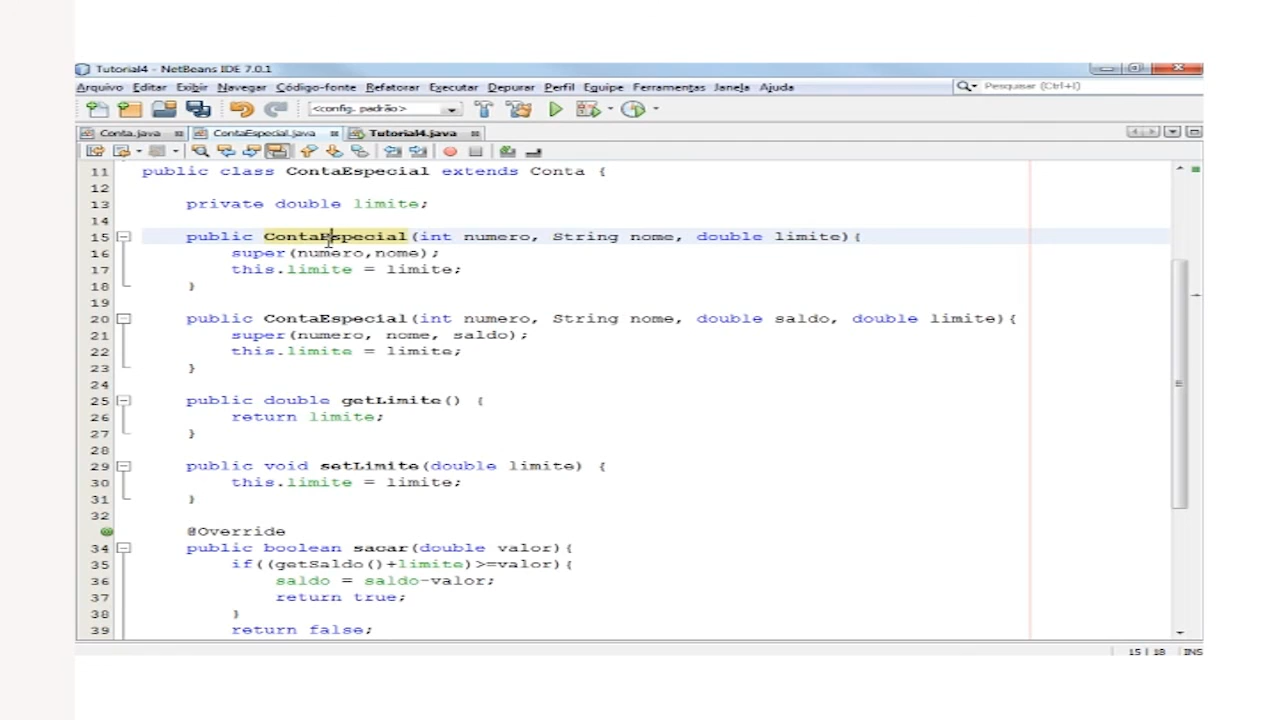 Tutorial4 - NetBeans IDE 7.0.1
Arquivo Editar Exibir Navegar Código-fonte Refatorar Executar Depurar Perfil Equipe Ferramentas Janela Ajuda Pesquisar (Ctrl+I)
<config. padrão>
Conta.java ContaEspecial.java Tutorial4.java
11 public class ContaEspecial extends Conta {
12
13 private double limite;
14
15 public ContaEspecial(int numero, String nome, double limite){
16 super(numero,nome);
17 this.limite = limite;
18 }
19
20 public ContaEspecial(int numero, String nome, double saldo, double limite){
21 super(numero, nome, saldo);
22 this.limite = limite;
23 }
24
25 public double getLimite() {
26 return limite;
27 }
28
29 public void setLimite(double limite) {
30 this.limite = limite;
31 }
32
@Override
34 public boolean sacar(double valor){
35 if((getSaldo()+limite)>=valor){
36 saldo = saldo-valor;
37 return true;
38 }
39 return false;
15 | 18 INS